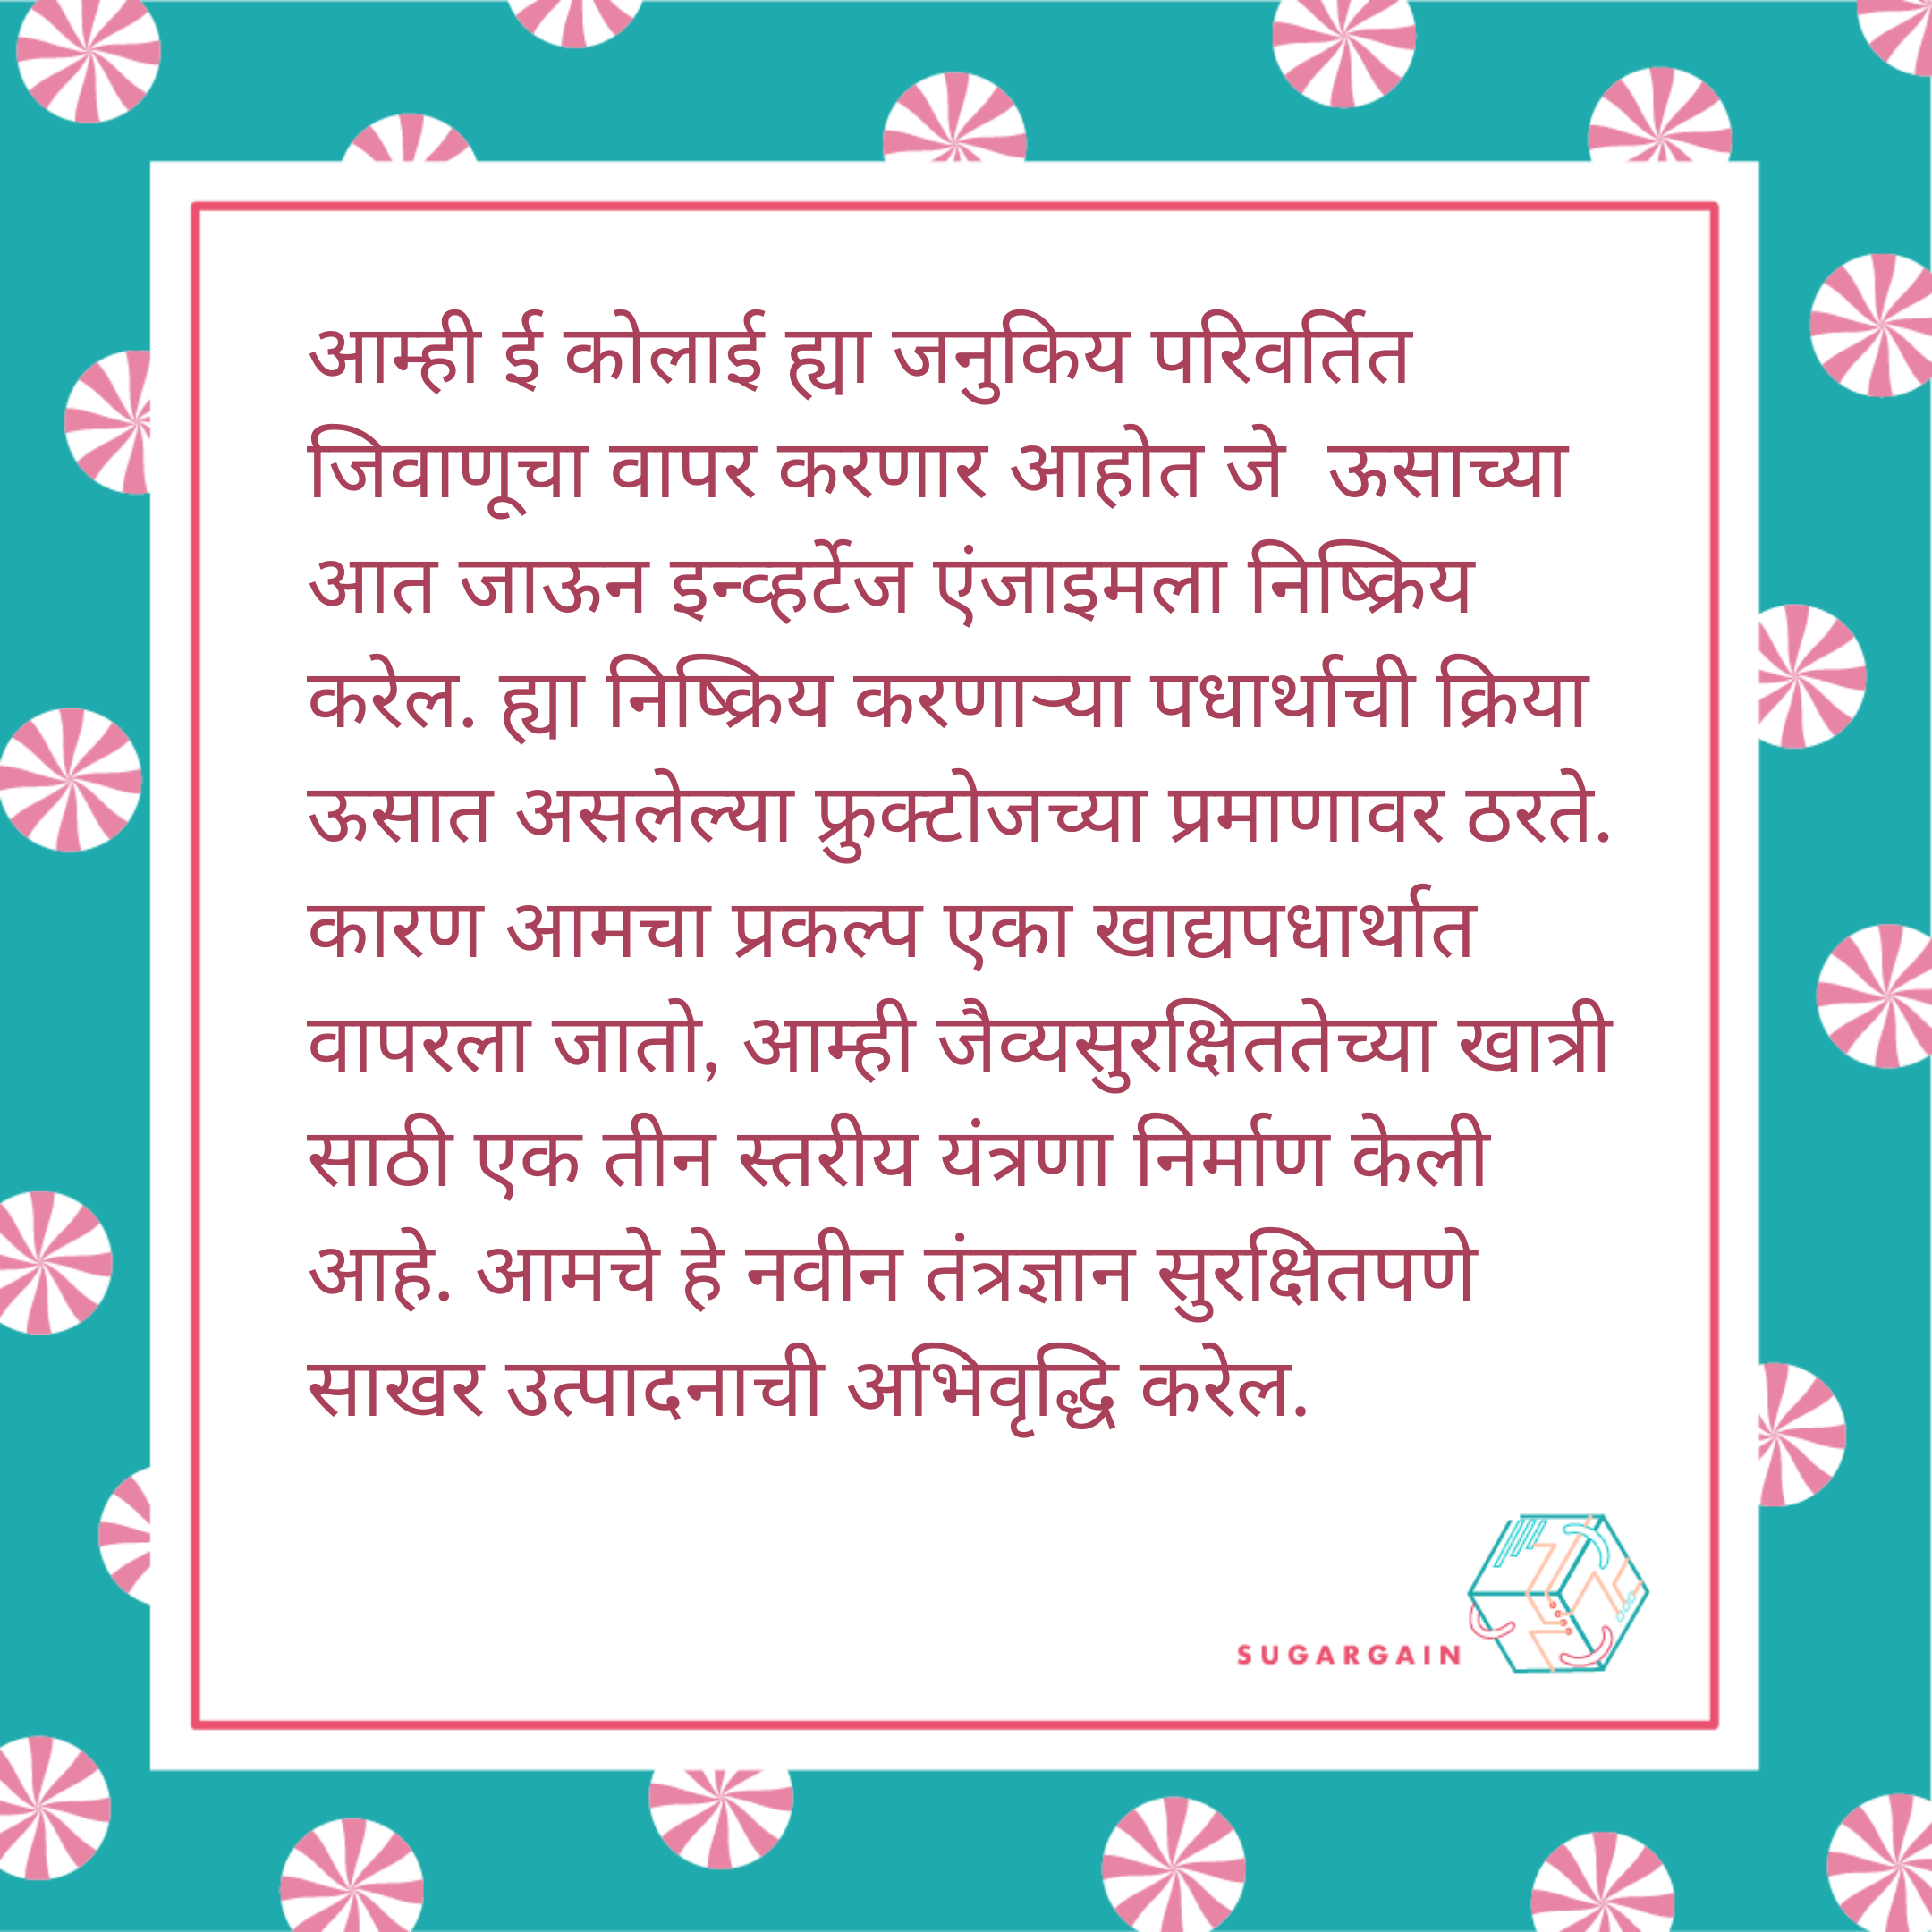 आम्ही ई कोलाई ह्या जनुकिय परिवर्तित
जिवाणूचा वापर करणार आहोत जे ऊसाच्या
आत जाऊन इन्व्हर्टेज एंजाइमला निष्क्रिय
करेल. ह्या निष्क्रिय करणाऱ्या पधार्थाची क्रिया
ऊसात असलेल्या फ्रुक्टोजच्या प्रमाणावर ठरते.
कारण आमचा प्रकल्प एका खाद्यपधार्थात
वापरला जातो, आम्ही जैव्यसुरक्षिततेच्या खात्री
साठी एक तीन स्तरीय यंत्रणा निर्माण केली
आहे. आमचे हे नवीन तंत्रज्ञान सुरक्षितपणे
साखर उत्पादनाची अभिवृद्धि करेल.
SUGARGAIN